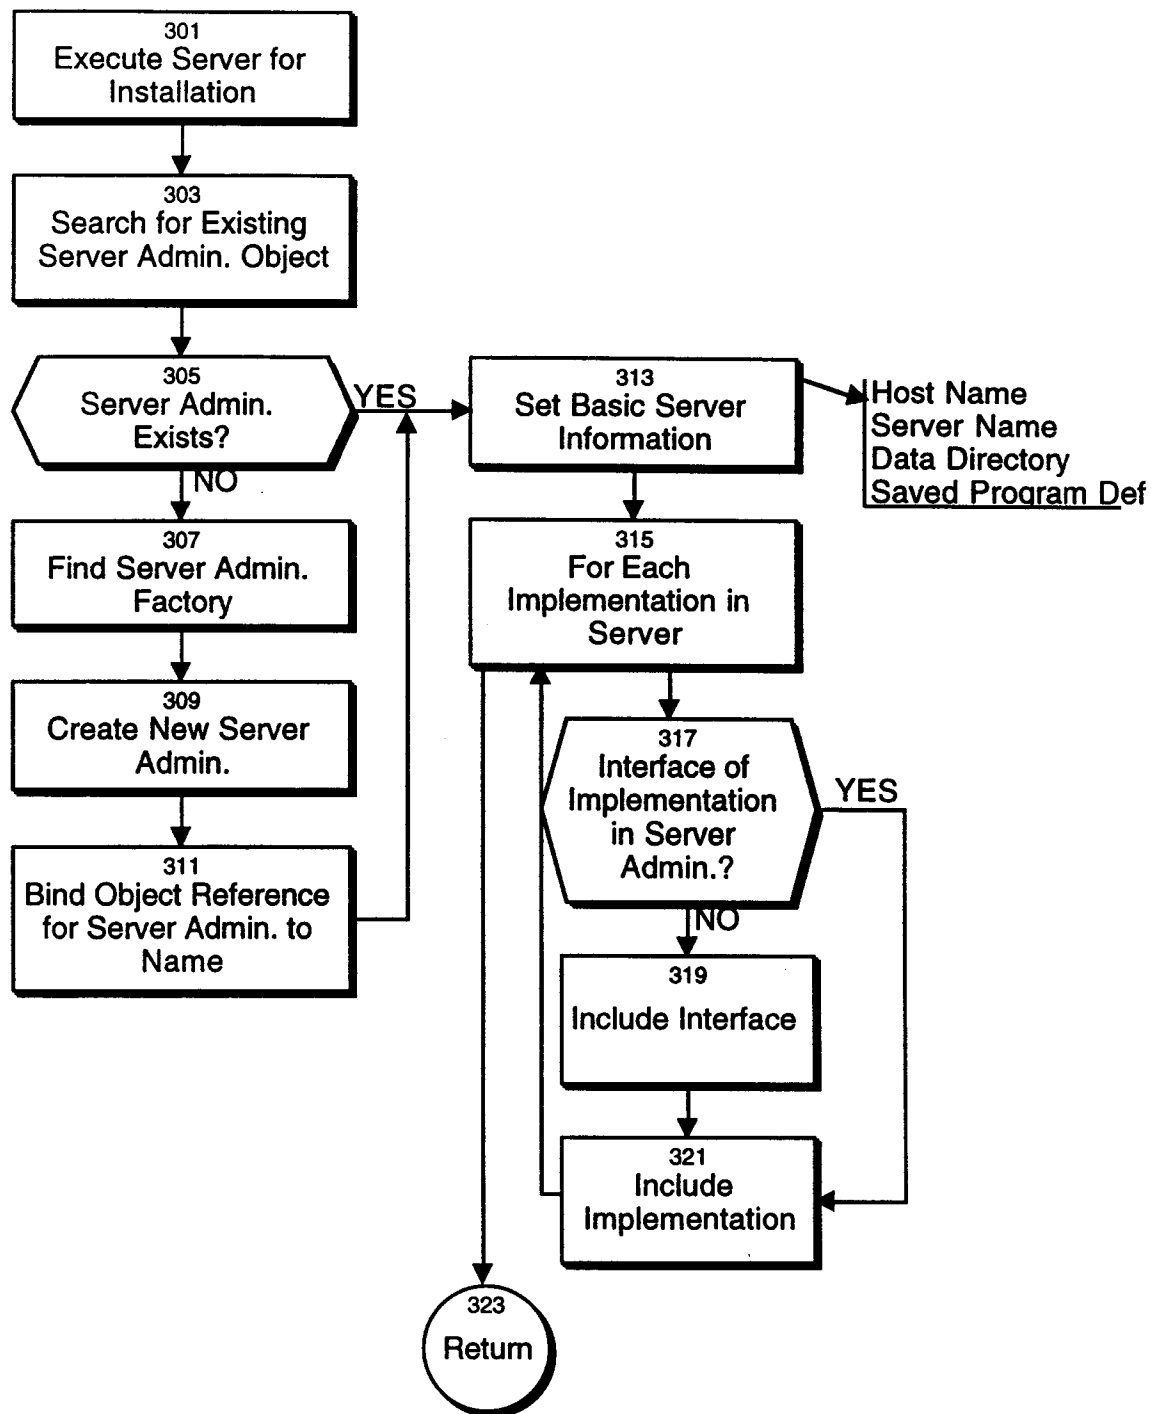 301
Execute Server for
Installation
303
Search for Existing
Server Admin. Object
305
Server Admin.
Exists?
YES
NO
307
Find Server Admin.
Factory
309
Create New Server
Admin.
311
Bind Object Reference
for Server Admin. to
Name
313
Set Basic Server
Information
Host Name
Server Name
Data Directory
Saved Program Def
315
For Each
Implementation in
Server
317
Interface of
Implementation
in Server
Admin.?
YES
NO
319
Include Interface
321
Include
Implementation
323
Return